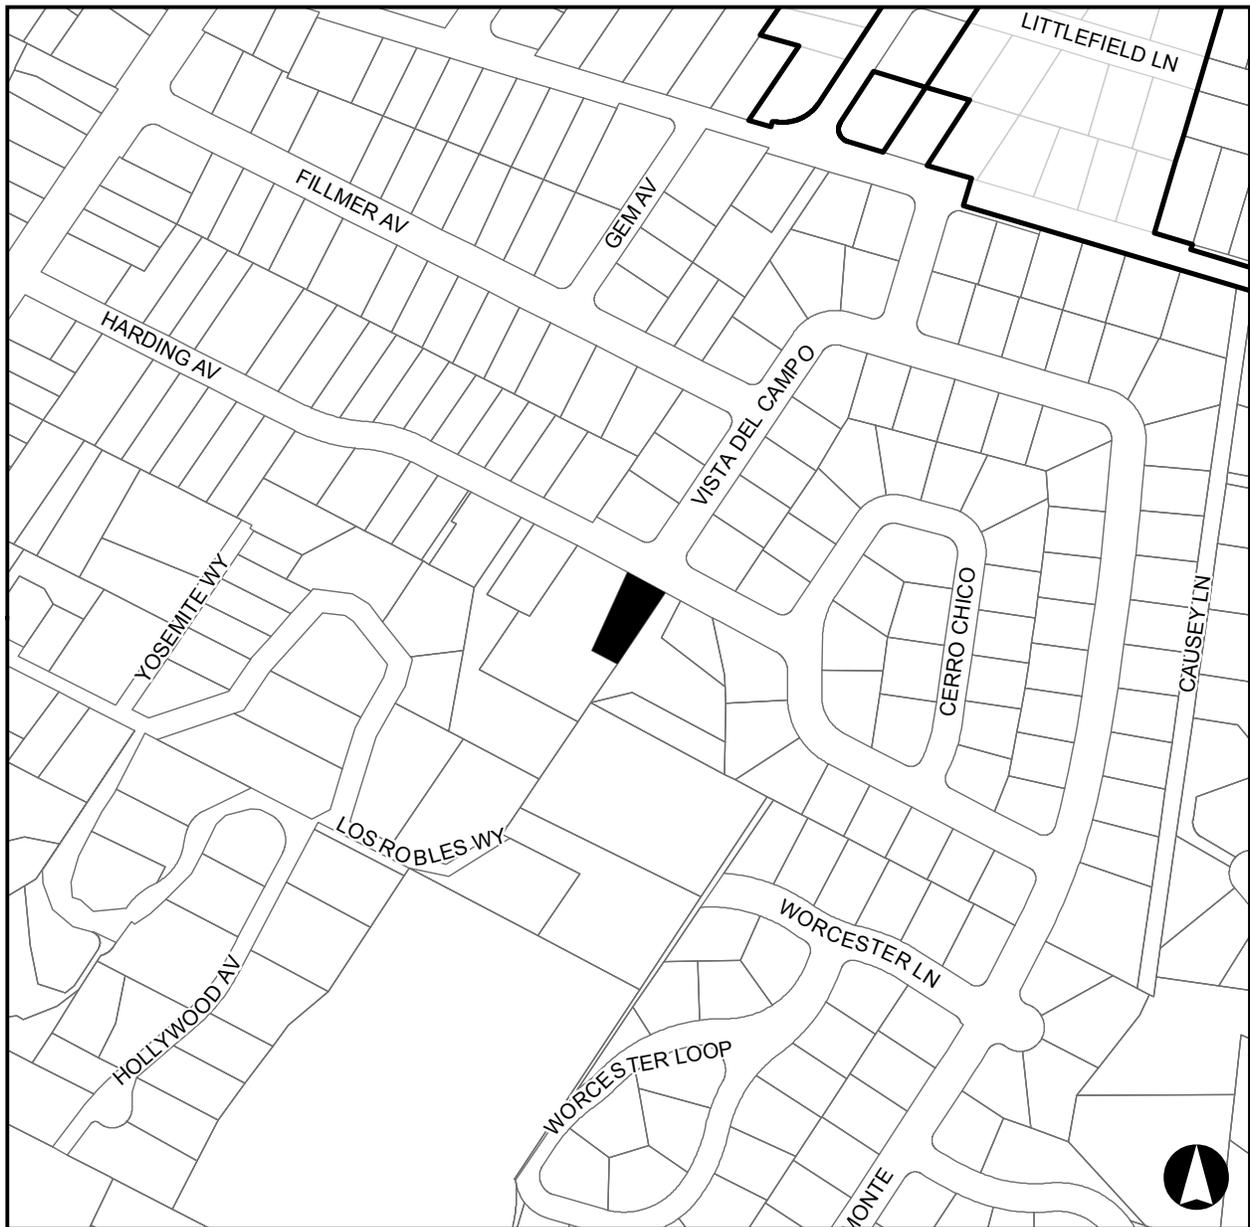 LITTLEFIELD LN
FILLMER AV
GEM AV
HARDING AV
VISTA DEL CAMPO
YOSEMITE WY
CERRO CHICO
CAUSEY LN
LOS ROBLES WY
WORCESTER LN
HOLLYWOOD AV
WORCESTER LOOP
MONTE